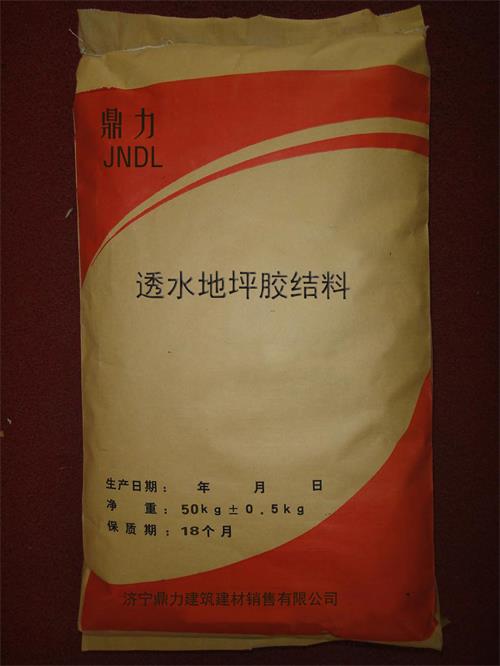 鼎力
JNDL
透水地坪胶结料
生产日期： 年 月 日
净 重：50kg±0.5kg
保质期：18个月
济宁鼎力建筑建材销售有限公司